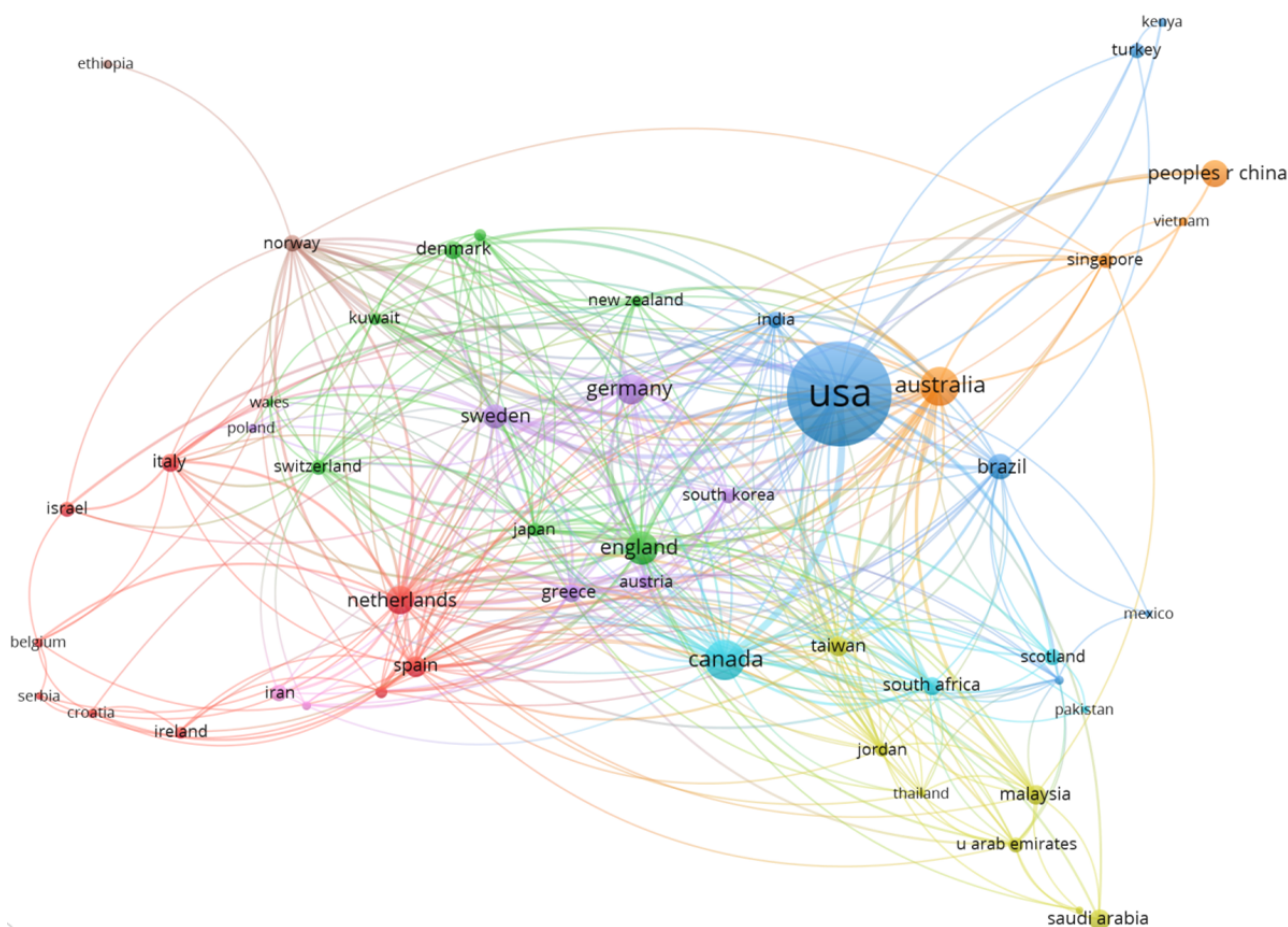 kenya
turkey
ethiopia
peoples r china
vietnam
norway
denmark
singapore
new zealand
kuwait
india
germany
usa
australia
wales
sweden
poland
italy
switzerland
brazil
south korea
israel
japan
england
austria
greece
netherlands
mexico
belgium
taiwan
canada
scotland
spain
south africa
iran
serbia
croatia
pakistan
ireland
jordan
thailand
malaysia
u arab emirates
saudi arabia